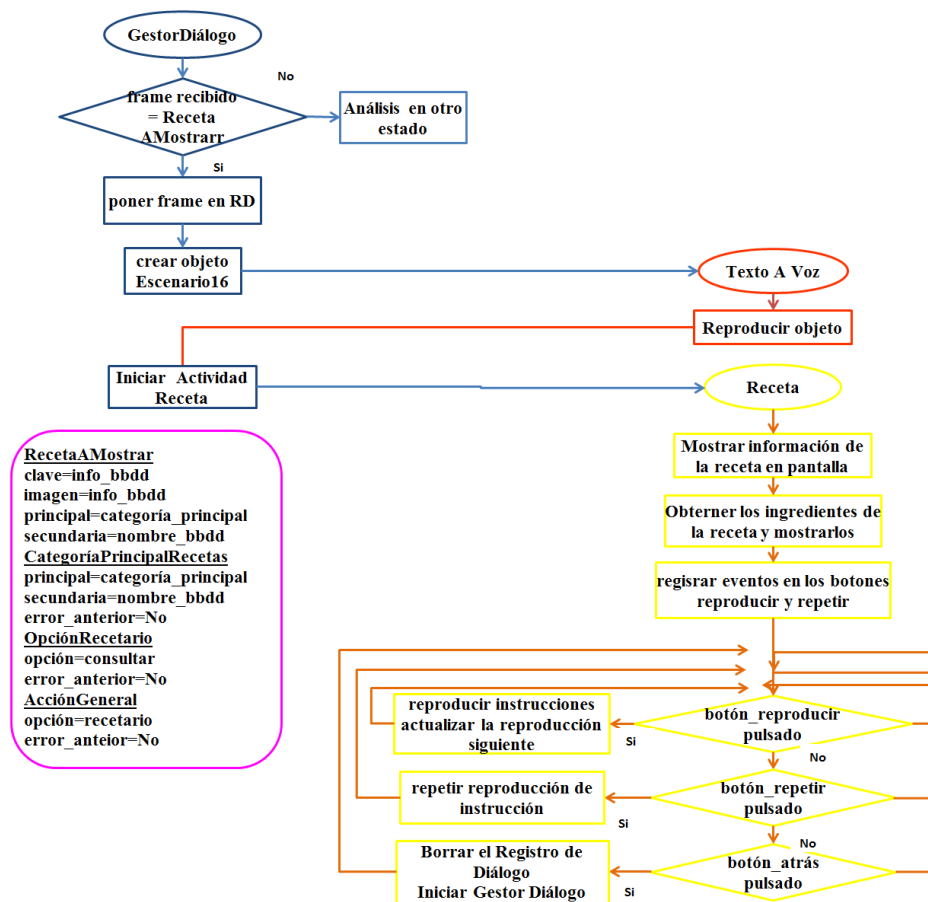 GestorDiálogo
No
frame recibido
= Receta
AMostrarr
Análisis en otro
estado
Si
poner frame en RD
crear objeto
Escenario16
Texto A Voz
Reproducir objeto
Iniciar Actividad
Receta
Receta
RecetaAMostrar
clave=info_bbdd
imagen=info_bbdd
principal=categoría_principal
secundaria=nombre_bbdd
CategoríaPrincipalRecetas
principal=categoría_principal
secundaria=nombre_bbdd
error_anterior=No
OpciónRecetario
opción=consultar
error_anterior=No
AcciónGeneral
opción=recetario
error_anteior=No
Mostrar información de
la receta en pantalla
Obterner los ingredientes de
la receta y mostrarlos
regisrar eventos en los botones
reproducir y repetir
reproducir instrucciones
actualizar la reproducción
siguiente
Si
botón_reproducir
pulsado
No
repetir reproducción de
instrucción
Si
botón_repetir
pulsado
No
Borrar el Registro de
Diálogo
Iniciar Gestor Diálogo
Si
botón_atrás
pulsado